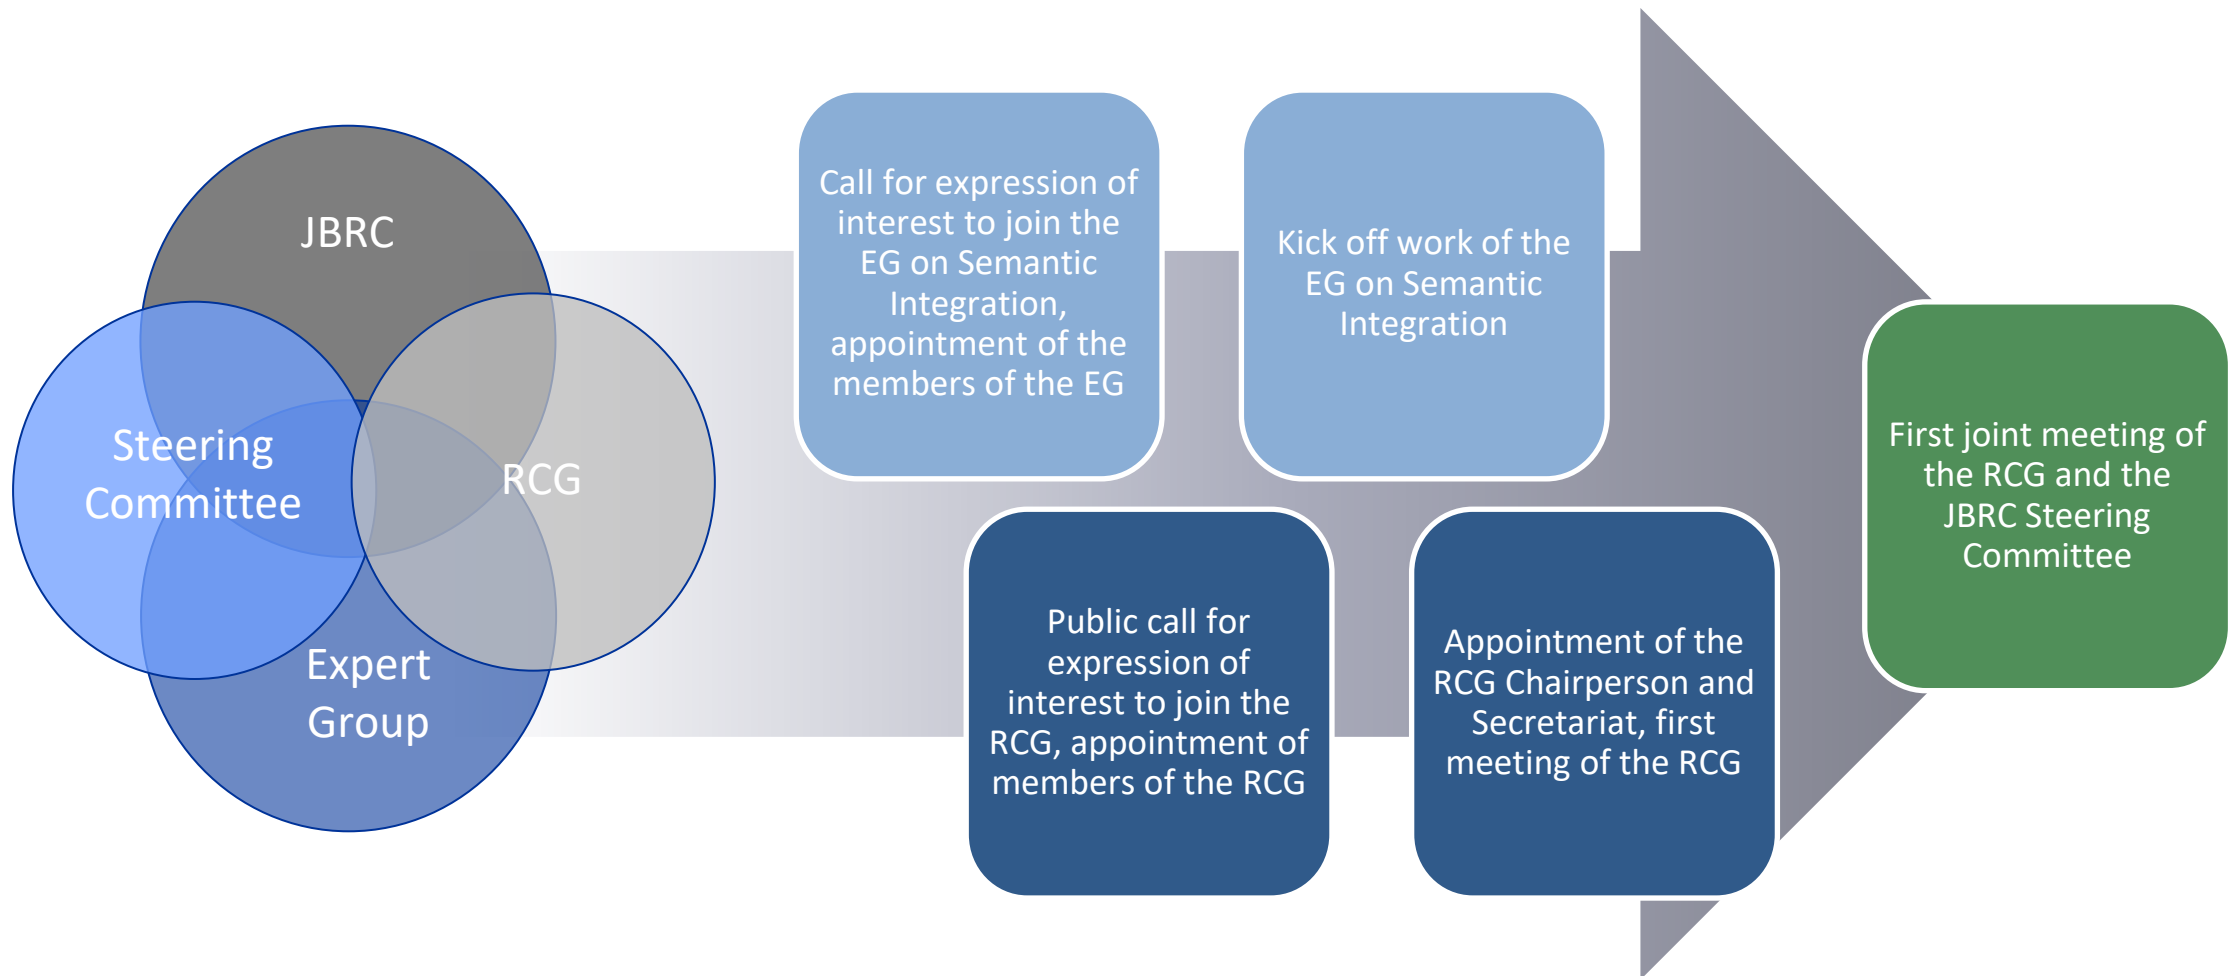 JBRC
Steering
Committee
RCG
Expert
Group
Call for expression of
interest to join the
EG on Semantic
Integration,
appointment of the
members of the EG
Kick off work of the
EG on Semantic
Integration
Public call for
expression of
interest to join the
RCG, appointment of
members of the RCG
Appointment of the
RCG Chairperson and
Secretariat, first
meeting of the RCG
First joint meeting of
the RCG and the
JBRC Steering
Committee